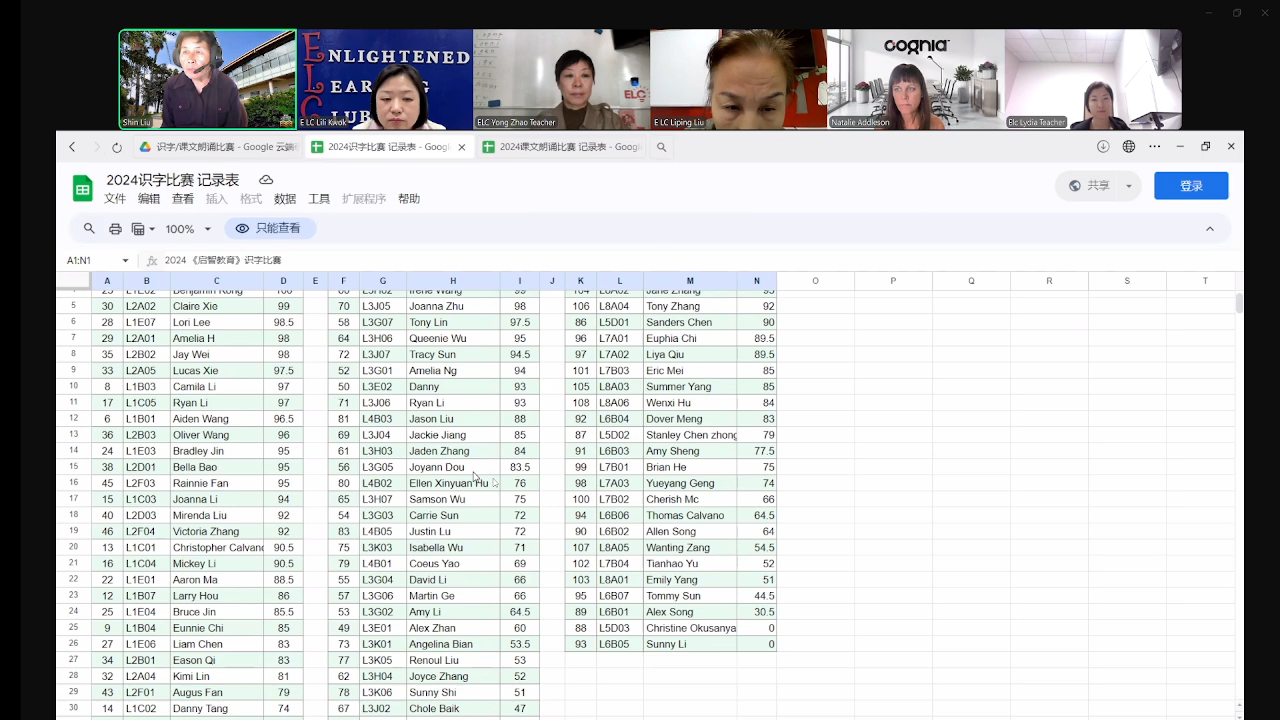 ENLIGHTENED
LEARNING
CLUB
ELC
cognia
Shin Liu
E LC Lili Kwok
ELC Yong Zhao Teacher
E LC Liping Liu
Natalie Addleson
Elc Lydia Teacher
识字/课文朗诵比赛 - Google 云端
2024识字比赛 记录表 - Googl
2024课文朗诵比赛 记录表 - Googl
2024识字比赛 记录表
共享
登录
文件 编辑 查看 插入 格式 数据 工具 扩展程序 帮助
100%
只能查看
A1:N1
fx 2024 《启智教育》识字比赛
A B C D E F G H I J K L M N O P Q R S T
5 30 L2A02 Claire Xie 99 70 L3J05 Joanna Zhu 98 106 L8A04 Tony Zhang 92
6 28 L1E07 Lori Lee 98.5 58 L3G07 Tony Lin 97.5 86 L5D01 Sanders Chen 90
7 29 L2A01 Amelia H 98 64 L3H06 Queenie Wu 95 96 L7A01 Euphia Chi 89.5
8 35 L2B02 Jay Wei 98 72 L3J07 Tracy Sun 94.5 97 L7A02 Liya Qiu 89.5
9 33 L2A05 Lucas Xie 97.5 52 L3G01 Amelia Ng 94 101 L7B03 Eric Mei 85
10 8 L1B03 Camila Li 97 50 L3E02 Danny 93 105 L8A03 Summer Yang 85
11 17 L1C05 Ryan Li 97 71 L3J06 Ryan Li 93 108 L8A06 Wenxi Hu 84
12 6 L1B01 Aiden Wang 96.5 81 L4B03 Jason Liu 88 92 L6B04 Dover Meng 83
13 36 L2B03 Oliver Wang 96 69 L3J04 Jackie Jiang 85 87 L5D02 Stanley Chen zhong 79
14 24 L1E03 Bradley Jin 95 61 L3H03 Jaden Zhang 84 91 L6B03 Amy Sheng 77.5
15 38 L2D01 Bella Bao 95 56 L3G05 Joyann Dou 83.5 99 L7B01 Brian He 75
16 45 L2F03 Rainnie Fan 95 80 L4B02 Ellen Xinyuan Hu 76 98 L7A03 Yueyang Geng 74
17 15 L1C03 Joanna Li 94 65 L3H07 Samson Wu 75 100 L7B02 Cherish Mc 66
18 40 L2D03 Mirenda Liu 92 54 L3G03 Carrie Sun 72 94 L6B06 Thomas Calvano 64.5
19 46 L2F04 Victoria Zhang 92 83 L4B05 Justin Lu 72 90 L6B02 Allen Song 64
20 13 L1C01 Christopher Calvano 90.5 75 L3K03 Isabella Wu 71 107 L8A05 Wanting Zang 54.5
21 16 L1C04 Mickey Li 90.5 79 L4B01 Coeus Yao 69 102 L7B04 Tianhao Yu 52
22 22 L1E01 Aaron Ma 88.5 55 L3G04 David Li 66 103 L8A01 Emily Yang 51
23 12 L1B07 Larry Hou 86 57 L3G06 Martin Ge 66 95 L6B07 Tommy Sun 44.5
24 25 L1E04 Bruce Jin 85.5 53 L3G02 Amy Li 64.5 89 L6B01 Alex Song 30.5
25 9 L1B04 Eunnie Chi 85 49 L3E01 Alex Zhan 60 88 L5D03 Christine Okusanya 0
26 27 L1E06 Liam Chen 83 73 L3K01 Angelina Bian 53.5 93 L6B05 Sunny Li 0
27 34 L2B01 Eason Qi 83 77 L3K05 Renoul Liu 53
28 32 L2A04 Kimi Lin 81 62 L3H04 Joyce Zhang 52
29 43 L2F01 Augus Fan 79 78 L3K06 Sunny Shi 51
30 14 L1C02 Danny Tang 74 67 L3J02 Chole Baik 47